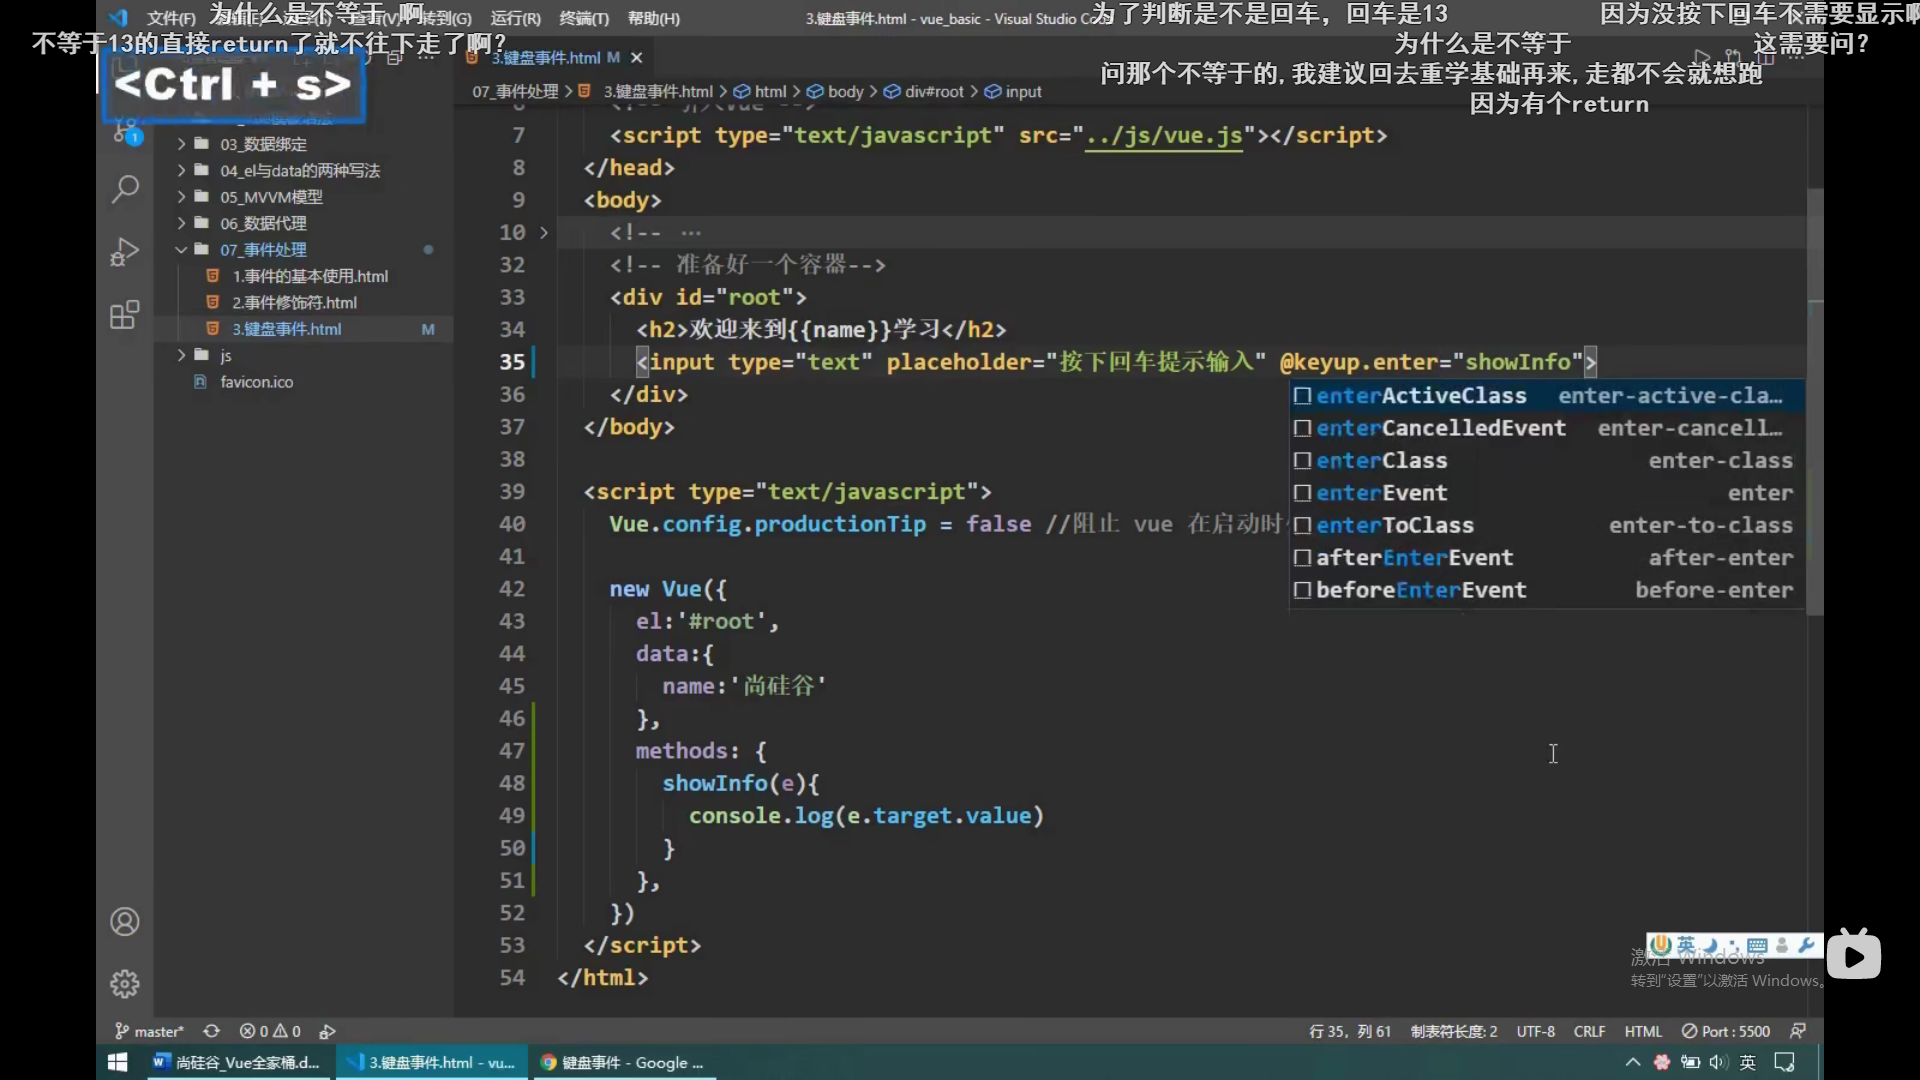 为什么是不等于 啊
为了判断是不是回车，回车是13
因为没按下回车不需要显示啊
不等于13的直接return了就不往下走了啊?
为什么是不等于
这需要问?
问那个不等于的,我建议回去重学基础再来,走都不会就想跑
因为有个return
<Ctrl + s>
文件(F)
转到(G) 运行(R) 终端(T) 帮助(H)
3.键盘事件.html - vue_basic - Visual Studio Co
3.键盘事件.html M
07_事件处理 > 3.键盘事件.html > html > body > div#root > input
1
03_数据绑定
04_el与data的两种写法
05_MVVM模型
06_数据代理
07_事件处理
1.事件的基本使用.html
2.事件修饰符.html
3.键盘事件.html M
js
favicon.ico
7 <script type="text/javascript" src="../js/vue.js"></script>
8 </head>
9 <body>
10 <!-- ···
32 <!-- 准备好一个容器-->
33 <div id="root">
34 <h2>欢迎来到{{name}}学习</h2>
35 <input type="text" placeholder="按下回车提示输入" @keyup.enter="showInfo">
36 </div>
37 </body>
38
39 <script type="text/javascript">
40 Vue.config.productionTip = false //阻止 vue 在启动时
41
42 new Vue({
43 el:'#root',
44 data:{
45 name:'尚硅谷'
46 },
47 methods: {
48 showInfo(e){
49 console.log(e.target.value)
50 }
51 },
52 })
53 </script>
54 </html>
enterActiveClass enter-active-cla…
enterCancelledEvent enter-cancell…
enterClass enter-class
enterEvent enter
enterToClass enter-to-class
afterEnterEvent after-enter
beforeEnterEvent before-enter
英
激活 Windows
转到"设置"以激活 Windows。
master* 0 0
行 35，列 61 制表符长度: 2 UTF-8 CRLF HTML Port : 5500
尚硅谷_Vue全家桶.d... 3.键盘事件.html - vu... 键盘事件 - Google ...
英